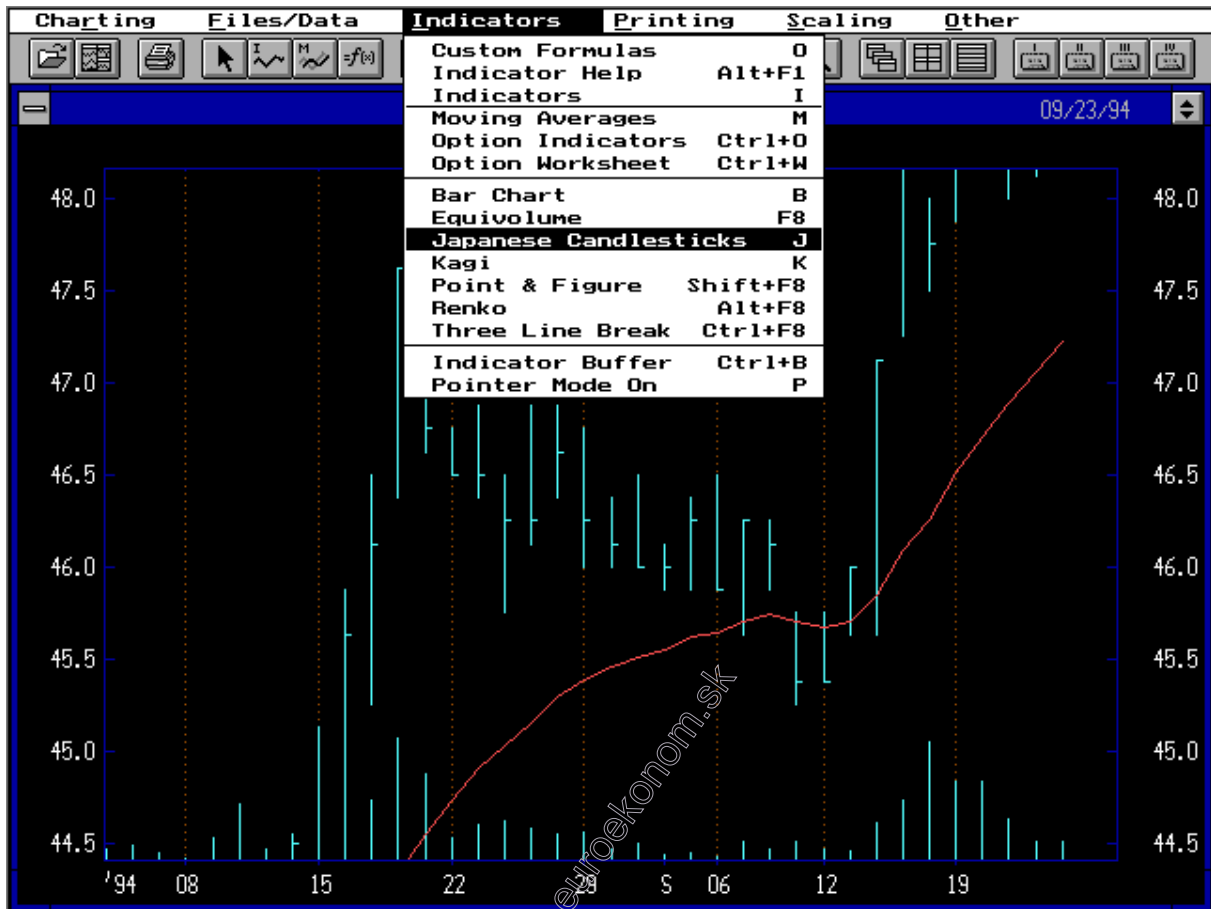 Charting Files/Data Indicators Printing Scaling Other
I M =f(x) I II III IV
Custom Formulas O
Indicator Help Alt+F1
Indicators I
Moving Averages M
Option Indicators Ctrl+O
Option Worksheet Ctrl+W
Bar Chart B
Equivolume F8
Japanese Candlesticks J
Kagi K
Point & Figure Shift+F8
Renko Alt+F8
Three Line Break Ctrl+F8
Indicator Buffer Ctrl+B
Pointer Mode On P
09/23/94
48.0 48.0
47.5 47.5
47.0 47.0
46.5 46.5
46.0 46.0
45.5 45.5
45.0 45.0
44.5 44.5
'94 08 15 22 29 S 06 12 19
euroekonom.sk